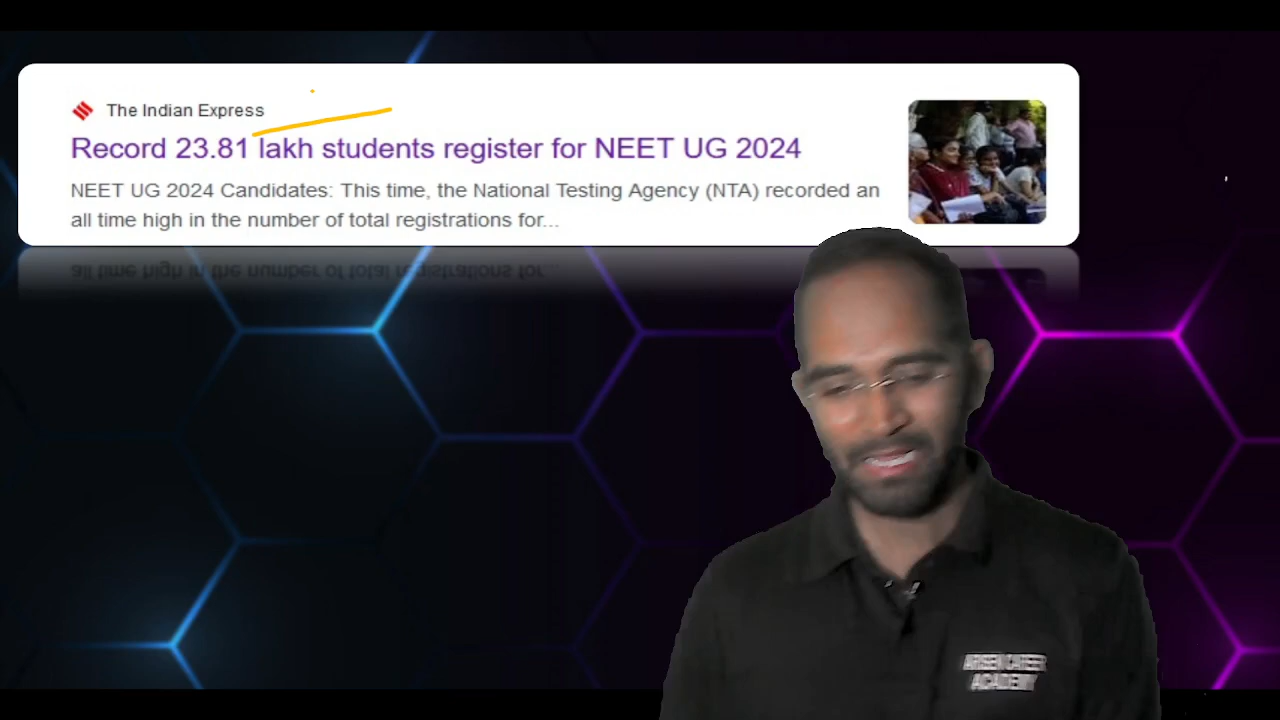 The Indian Express
Record 23.81 lakh students register for NEET UG 2024
NEET UG 2024 Candidates: This time, the National Testing Agency (NTA) recorded an
all time high in the number of total registrations for...
ACADEMY